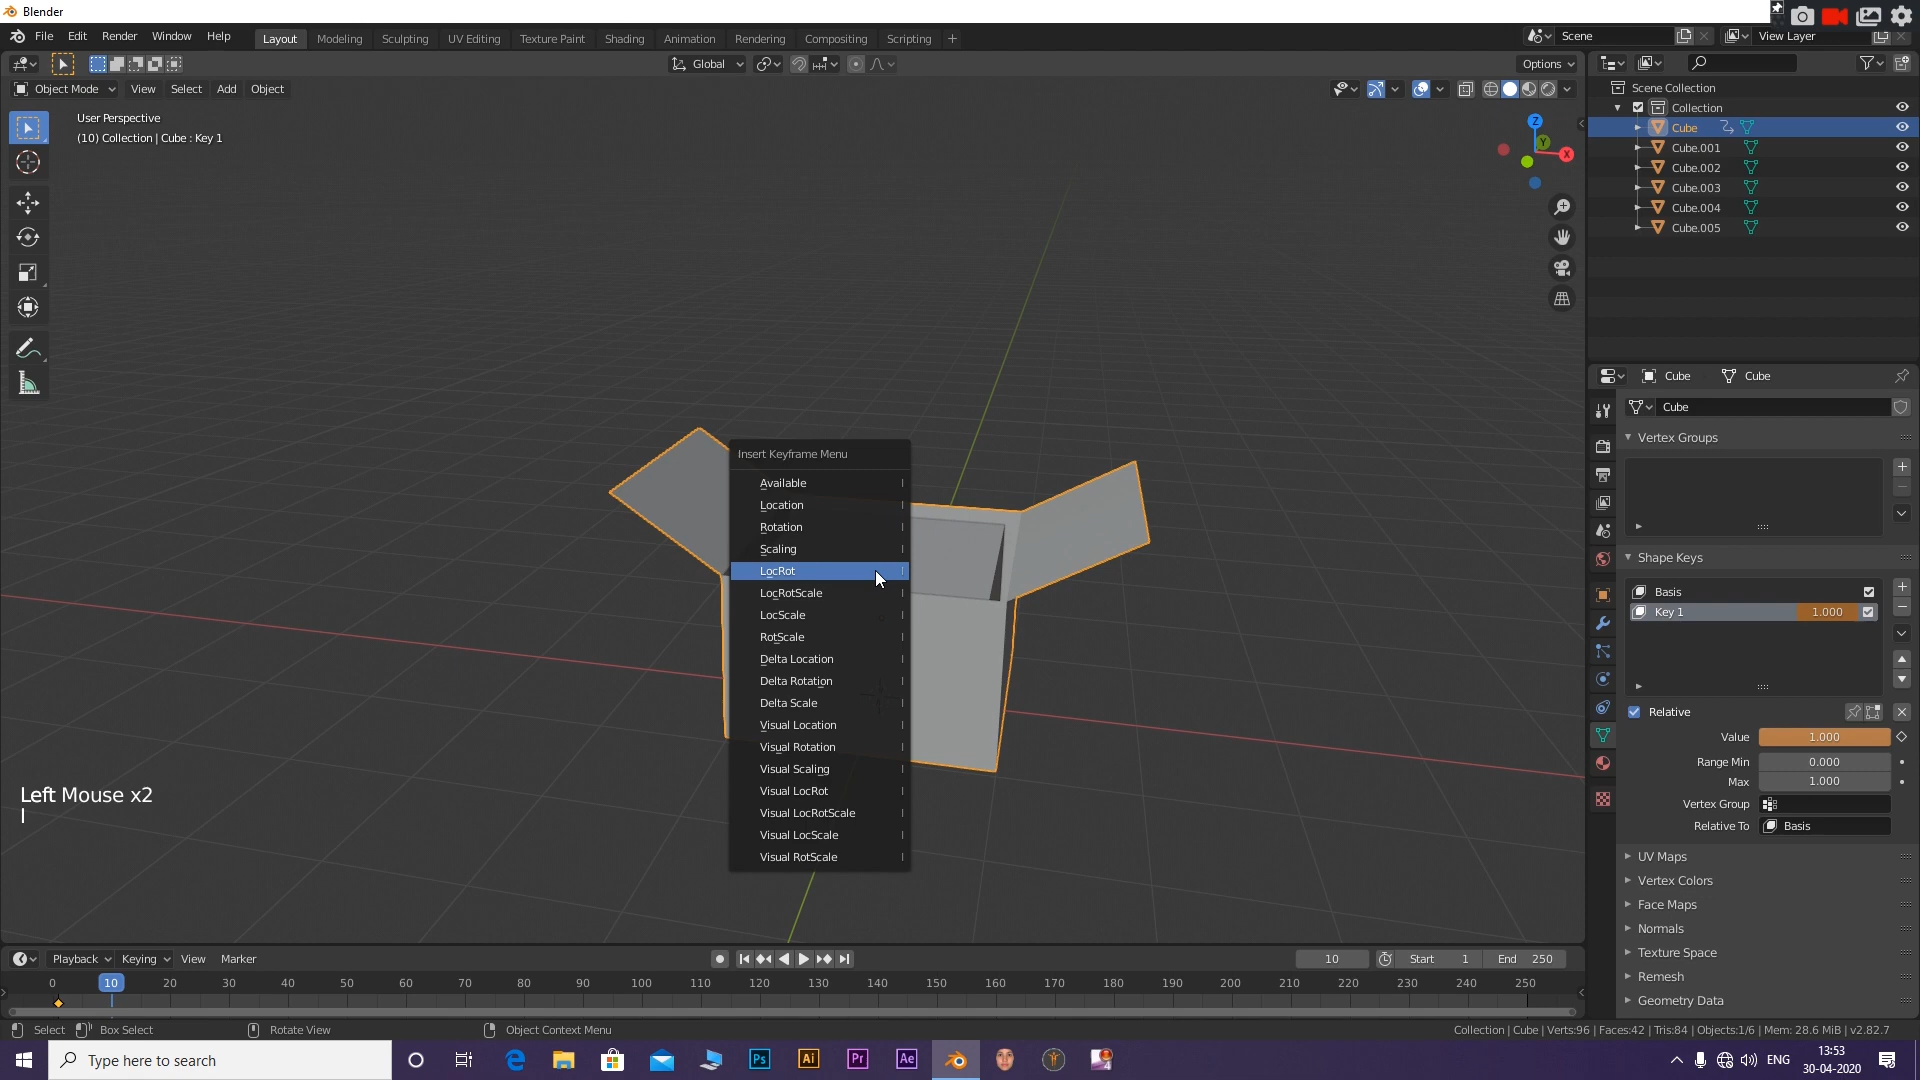 Blender
File Edit Render Window Help
Layout Modeling Sculpting UV Editing Texture Paint Shading Animation Rendering Compositing Scripting +
Scene
View Layer
Global
Options
Object Mode View Select Add Object
User Perspective
(10) Collection | Cube : Key 1
Z
Y
X
Scene Collection
Collection
Cube
Cube.001
Cube.002
Cube.003
Cube.004
Cube.005
Insert Keyframe Menu
Available I
Location I
Rotation I
Scaling I
LocRot I
LocRotScale I
LocScale I
RotScale I
Delta Location I
Delta Rotation I
Delta Scale I
Visual Location I
Visual Rotation I
Visual Scaling I
Visual LocRot I
Visual LocRotScale I
Visual LocScale I
Visual RotScale I
Left Mouse x2
I
Cube Cube
Cube
Vertex Groups
Shape Keys
Basis
Key 1 1.000
Relative
Value 1.000
Range Min 0.000
Max 1.000
Vertex Group
Relative To Basis
UV Maps
Vertex Colors
Face Maps
Normals
Texture Space
Remesh
Geometry Data
Playback Keying View Marker
10
Start 1
End 250
0 10 20 30 40 50 60 70 80 90 100 110 120 130 140 150 160 170 180 190 200 210 220 230 240 250
Select Box Select Rotate View Object Context Menu
Collection | Cube | Verts:96 | Faces:42 | Tris:84 | Objects:1/6 | Mem: 28.6 MiB | v2.82.7
Type here to search
Ps Ai Pr Ae
ENG
13:53
30-04-2020